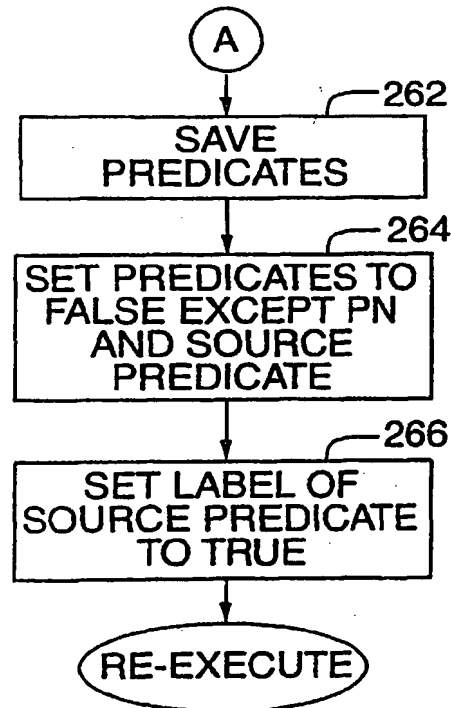 A
262
SAVE
PREDICATES
264
SET PREDICATES TO
FALSE EXCEPT PN
AND SOURCE
PREDICATE
266
SET LABEL OF
SOURCE PREDICATE
TO TRUE
RE-EXECUTE